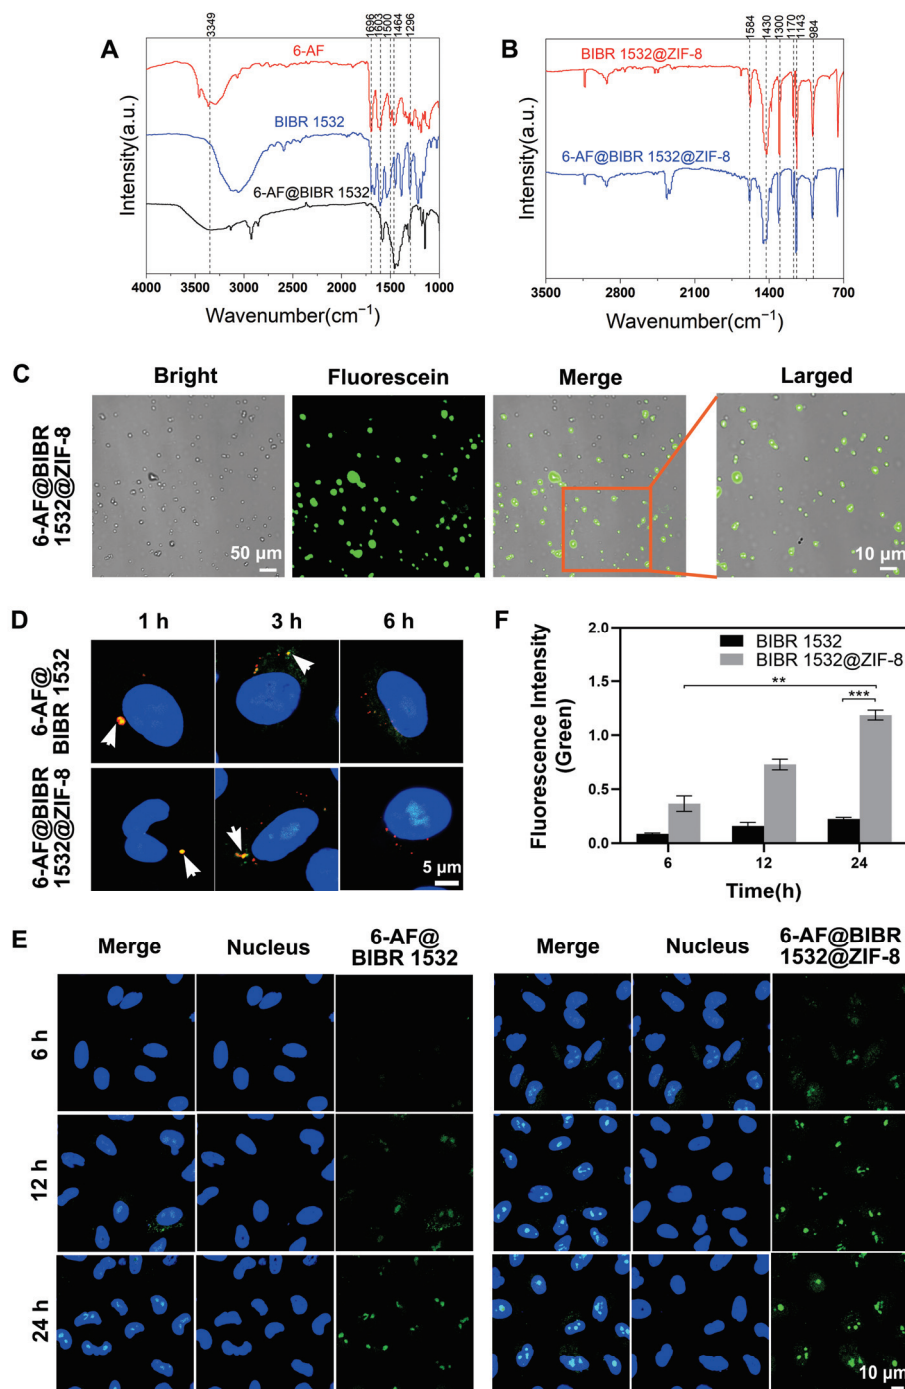 A
3349
1696
1603
1500
1464
1296
6-AF
BIBR 1532
6-AF@BIBR 1532
Intensity(a.u.)
4000 3500 3000 2500 2000 1500 1000
Wavenumber(cm⁻¹)
B
1584
1430
1300
1170
1143
984
BIBR 1532@ZIF-8
6-AF@BIBR 1532@ZIF-8
Intensity(a.u.)
3500 2800 2100 1400 700
Wavenumber(cm⁻¹)
C
Bright Fluorescein Merge Larged
6-AF@BIBR
1532@ZIF-8
50 μm
10 μm
D
1 h 3 h 6 h
6-AF@
BIBR 1532
6-AF@BIBR
1532@ZIF-8
5 μm
F
2.0
1.5
1.0
0.5
0.0
Fluorescence Intensity
(Green)
BIBR 1532
BIBR 1532@ZIF-8
**
***
6 12 24
Time(h)
E
Merge Nucleus 6-AF@
BIBR 1532
Merge Nucleus 6-AF@BIBR
1532@ZIF-8
6 h
12 h
24 h
10 μm